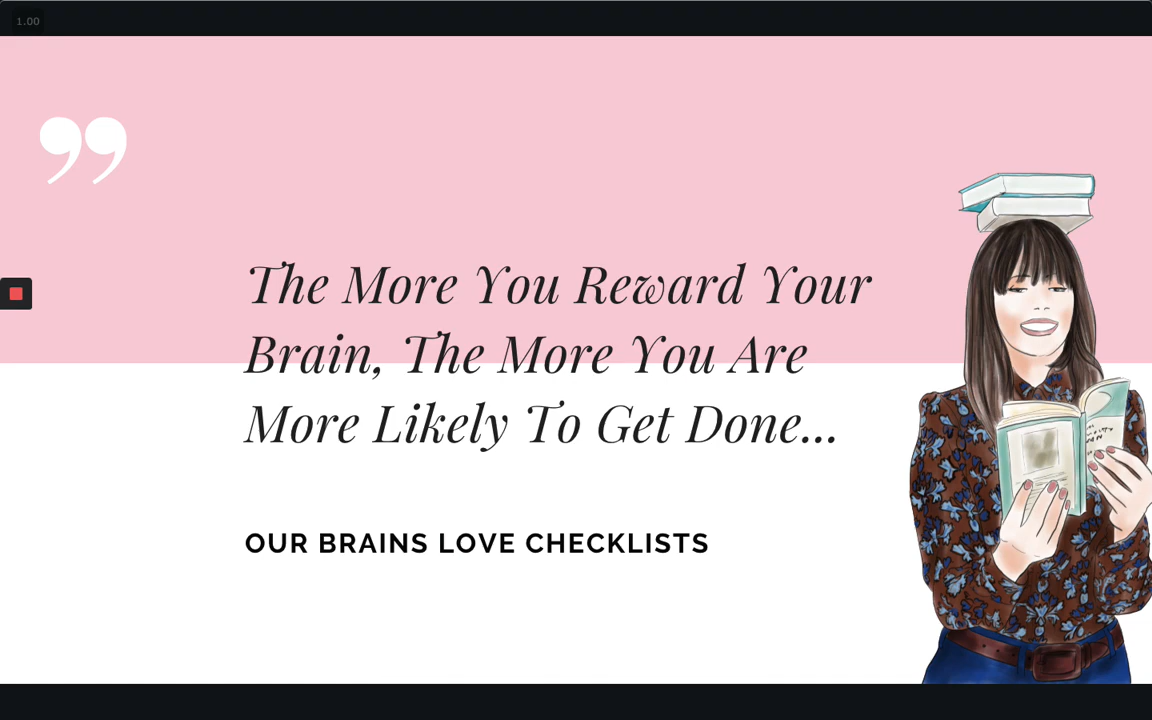 1.00
”
The More You Reward Your
Brain, The More You Are
More Likely To Get Done...
OUR BRAINS LOVE CHECKLISTS